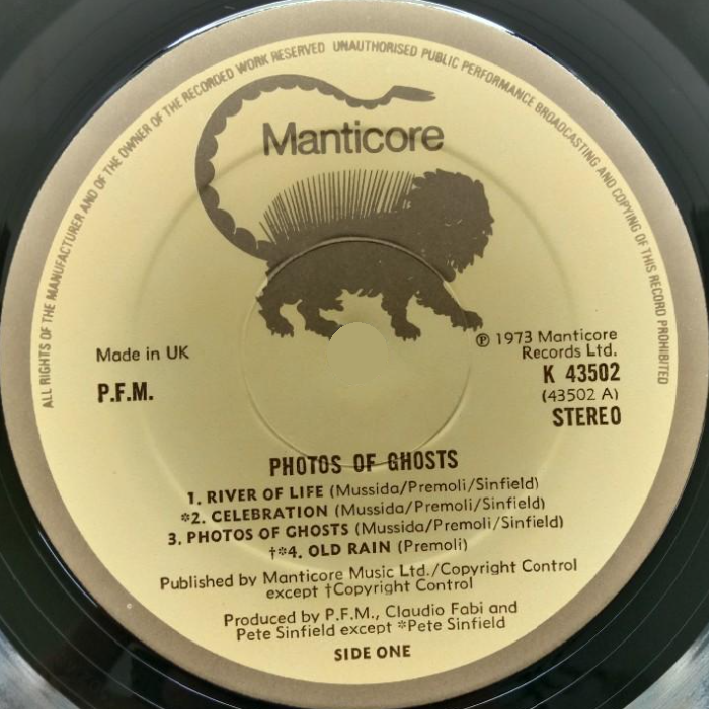 ALL RIGHTS OF THE MANUFACTURER AND OF THE OWNER OF THE RECORDED WORK RESERVED UNAUTHORISED PUBLIC PERFORMANCE BROADCASTING AND COPYING OF THIS RECORD PROHIBITED
Manticore
Made in UK
P.F.M.
℗ 1973 Manticore
Records Ltd.
K 43502
(43502 A)
STEREO
PHOTOS OF GHOSTS
1. RIVER OF LIFE (Mussida/Premoli/Sinfield)
*2. CELEBRATION (Mussida/Premoli/Sinfield)
3. PHOTOS OF GHOSTS (Mussida/Premoli/Sinfield)
†*4. OLD RAIN (Premoli)
Published by Manticore Music Ltd./Copyright Control
except †Copyright Control
Produced by P.F.M., Claudio Fabi and
Pete Sinfield except *Pete Sinfield
SIDE ONE